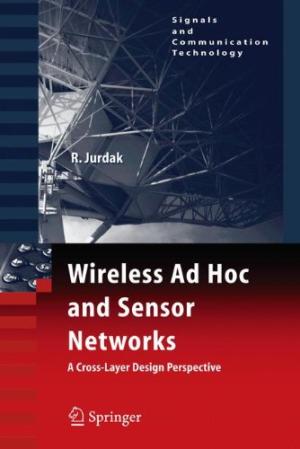 Signals
and
Communication
Technology
R. Jurdak
Wireless Ad Hoc
and Sensor
Networks
A Cross-Layer Design Perspective
Springer